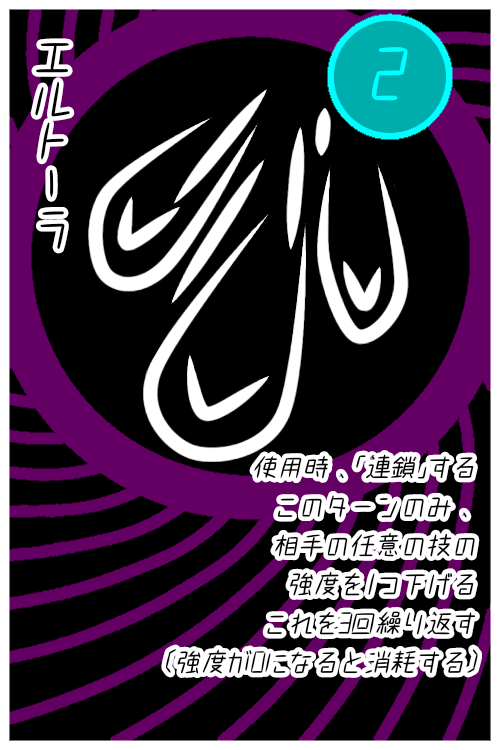 エルトーラ
2
使用時、「連鎖」する
このターンのみ、
相手の任意の技の
強度を1つ下げる
これを3回繰り返す
(強度が0になると消耗する)